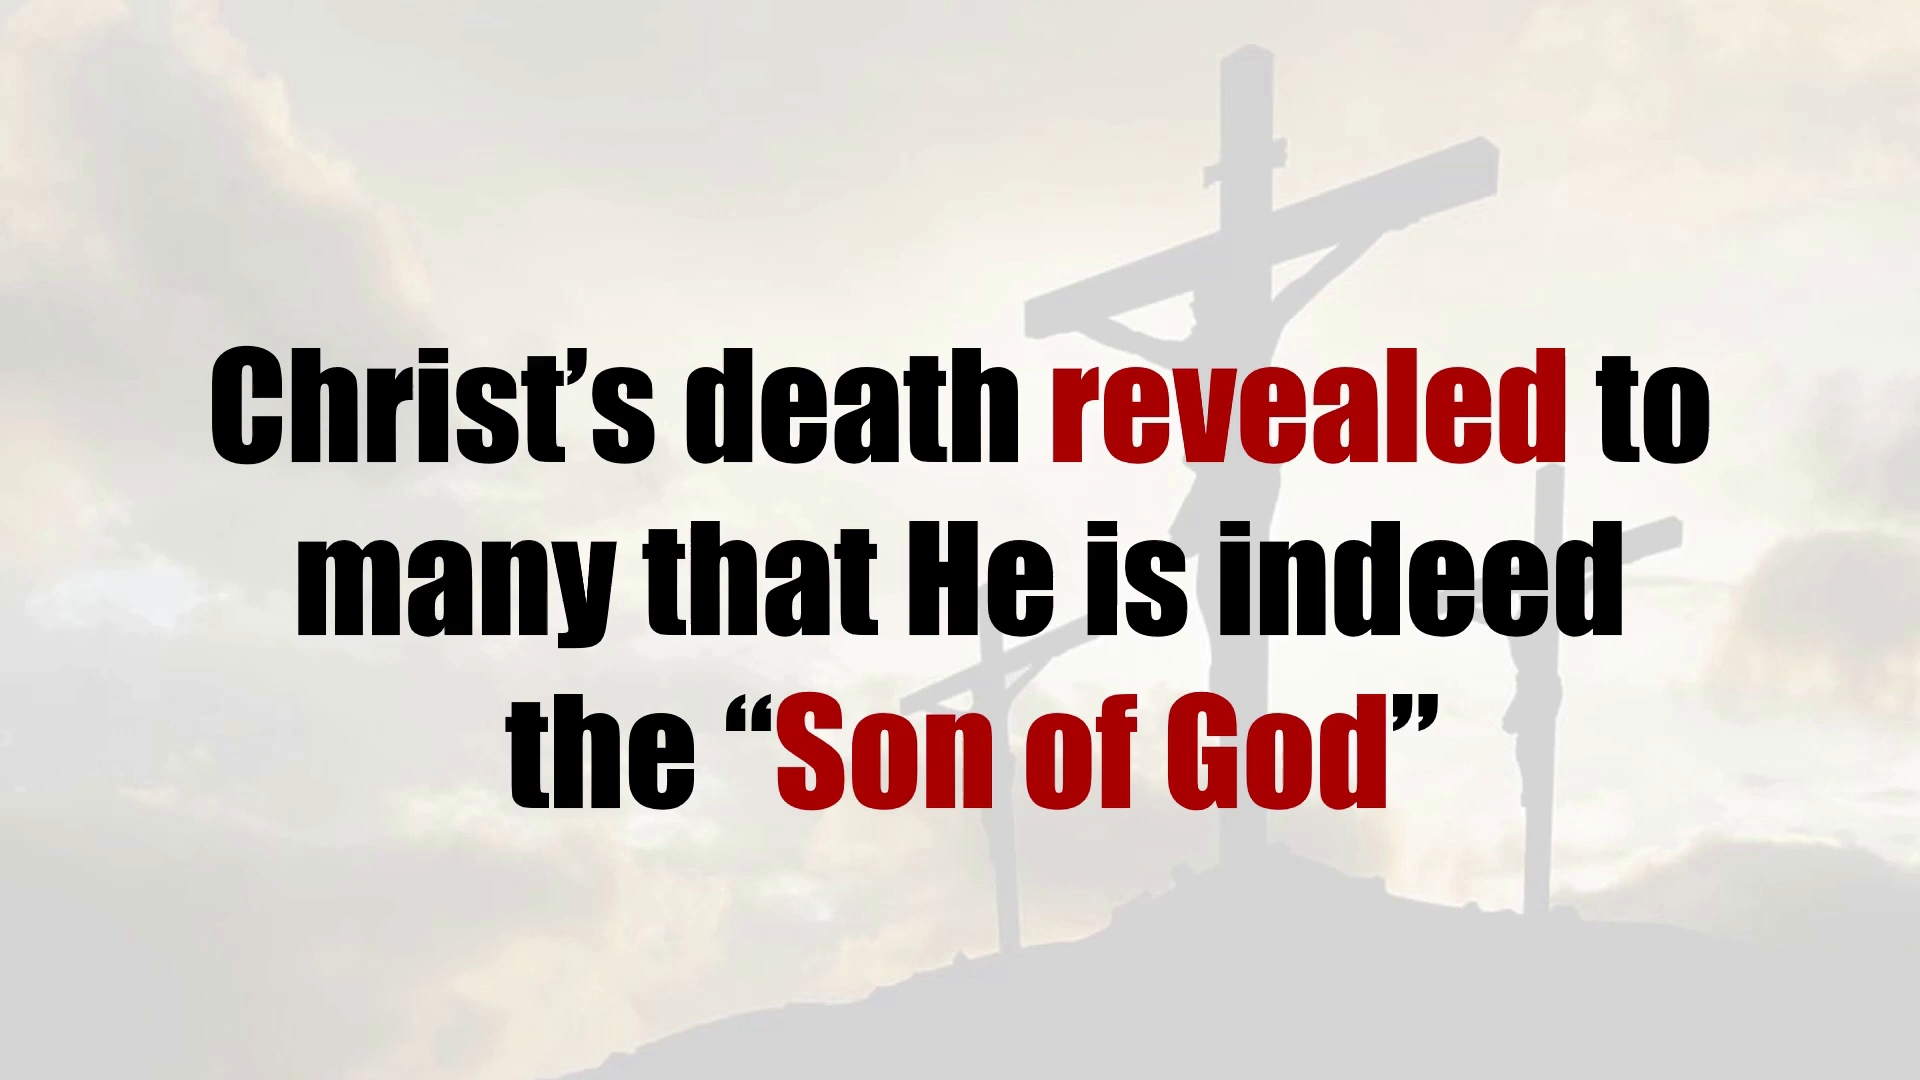 Christ’s death revealed to
many that He is indeed
the “Son of God”